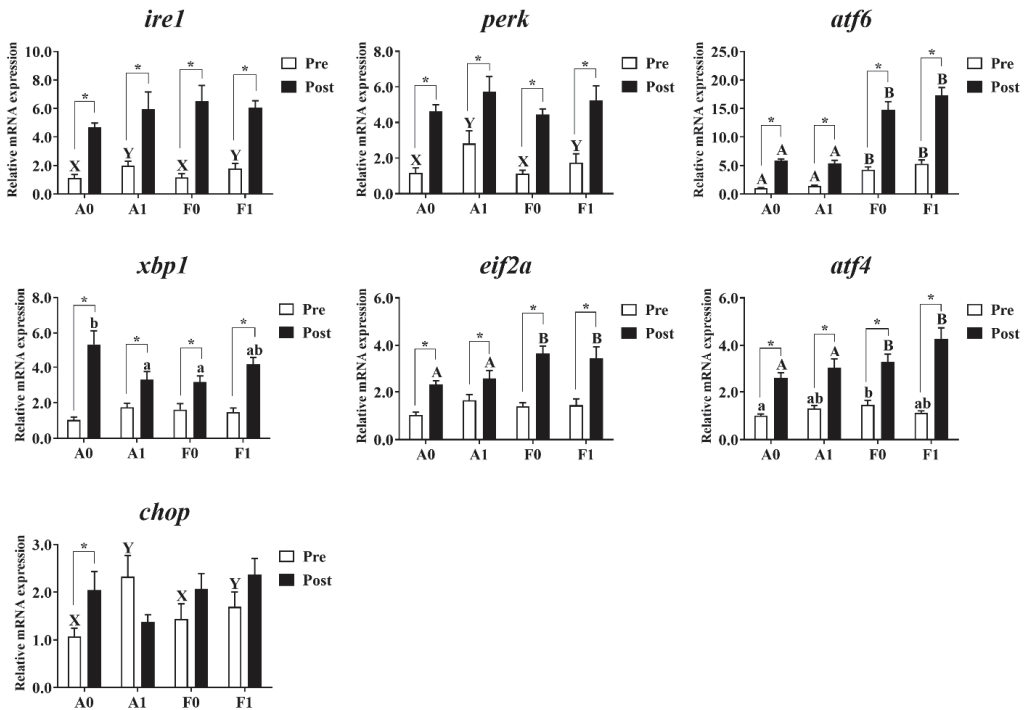 ire1
Relative mRNA expression
10.0
8.0
6.0
4.0
2.0
0.0
* * * *
X Y X Y
A0 A1 F0 F1
Pre
Post
perk
Relative mRNA expression
8.0
6.0
4.0
2.0
0.0
* * * *
X Y X Y
A0 A1 F0 F1
Pre
Post
atf6
Relative mRNA expression
25.0
20.0
15.0
10.0
5.0
0.0
* * * *
A A A A B B B B
A0 A1 F0 F1
Pre
Post
xbp1
Relative mRNA expression
8.0
6.0
4.0
2.0
0.0
* * * *
b a a ab
A0 A1 F0 F1
Pre
Post
eif2a
Relative mRNA expression
6.0
4.0
2.0
0.0
* * * *
A A B B
A0 A1 F0 F1
Pre
Post
atf4
Relative mRNA expression
6.0
4.0
2.0
0.0
* * * *
a A ab A b B ab B
A0 A1 F0 F1
Pre
Post
chop
Relative mRNA expression
3.0
2.0
1.0
0.0
*
X Y X Y
A0 A1 F0 F1
Pre
Post